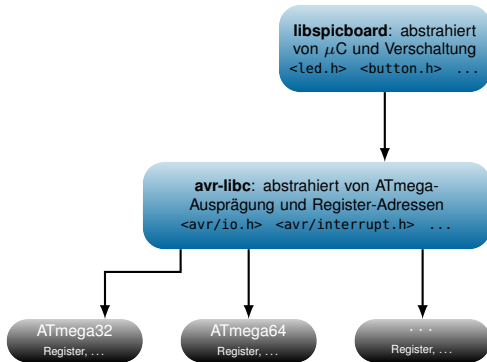 libspicboard: abstrahiert
von μC und Verschaltung
<led.h> <button.h> ...
avr-libc: abstrahiert von ATmega-
Ausprägung und Register-Adressen
<avr/io.h> <avr/interrupt.h> ...
ATmega32
Register, ...
ATmega64
Register, ...
...
Register, ...